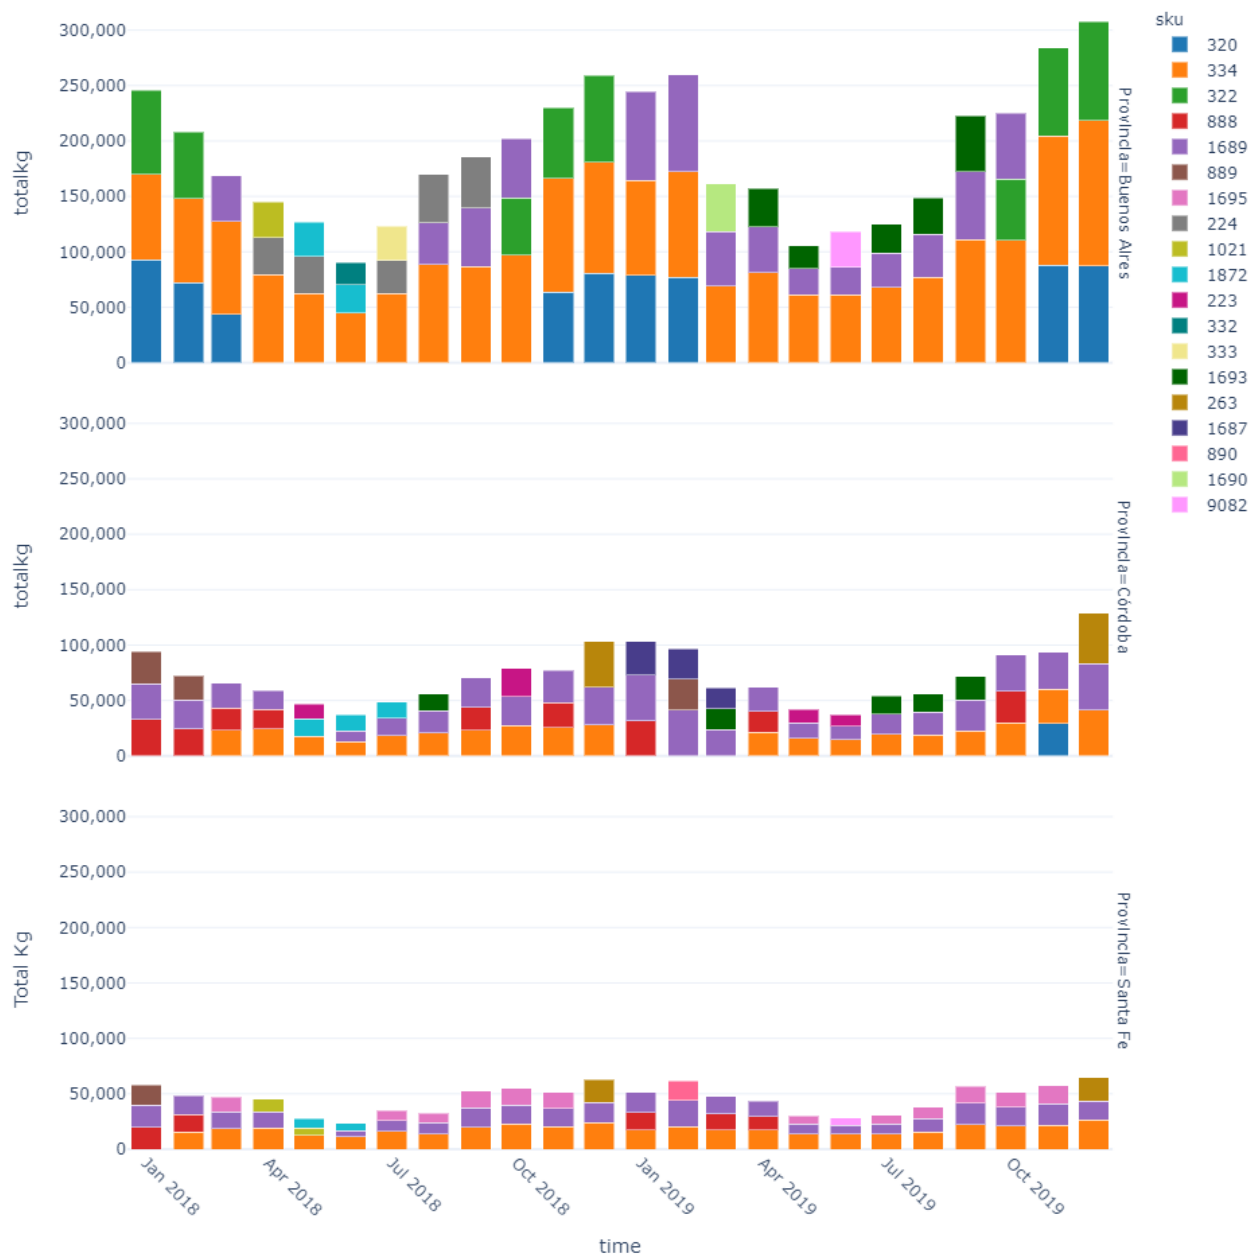 sku
320
334
322
888
1689
889
1695
224
1021
1872
223
332
333
1693
263
1687
890
1690
9082
totalkg
300,000
250,000
200,000
150,000
100,000
50,000
0
ProvIncIa=Buenos AIres
totalkg
300,000
250,000
200,000
150,000
100,000
50,000
0
ProvIncIa=Córdoba
Total Kg
300,000
250,000
200,000
150,000
100,000
50,000
0
ProvIncIa=Santa Fe
Jan 2018
Apr 2018
Jul 2018
Oct 2018
Jan 2019
Apr 2019
Jul 2019
Oct 2019
time